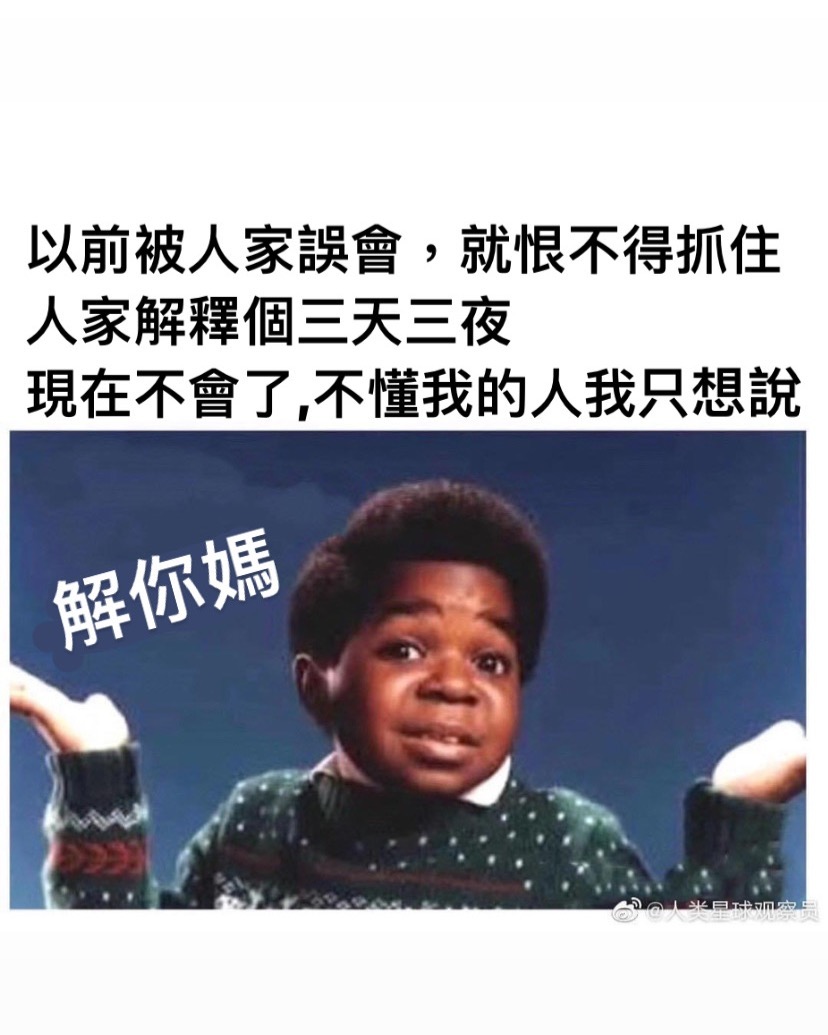 以前被人家誤會，就恨不得抓住
人家解釋個三天三夜
現在不會了,不懂我的人我只想說
解你媽
@人类星球观察员